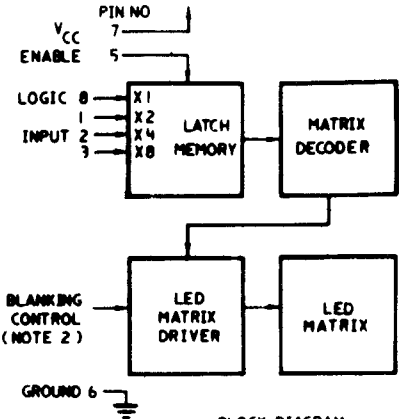 PIN NO
VCC 7
ENABLE 5
LOGIC 8 X1
1 X2
INPUT 2 X4
3 X8
LATCH
MEMORY
MATRIX
DECODER
BLANKING
CONTROL
(NOTE 2)
LED
MATRIX
DRIVER
LED
MATRIX
GROUND 6
BLOCK DIAGRAM